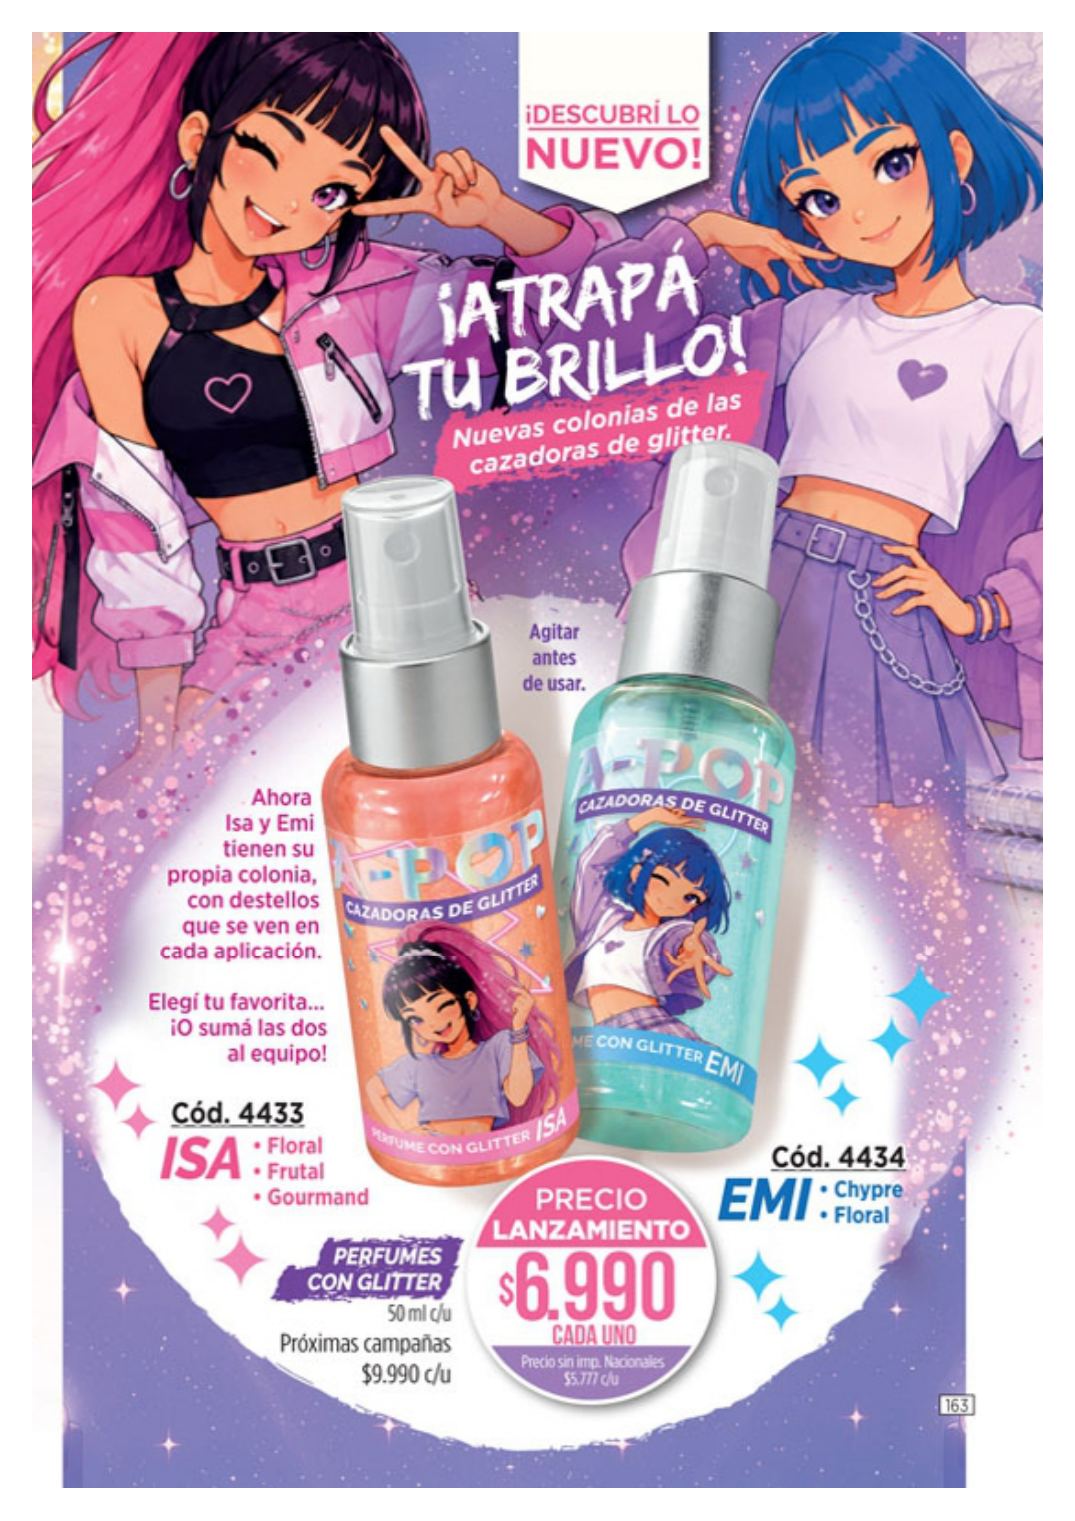 ¡DESCUBRÍ LO
NUEVO!
¡ATRAPÁ
TU BRILLO!
Nuevas colonias de las
cazadoras de glitter.
Agitar
antes
de usar.
Ahora
Isa y Emi
tienen su
propia colonia,
con destellos
que se ven en
cada aplicación.
Elegí tu favorita...
¡O sumá las dos
al equipo!
A-POP
CAZADORAS DE GLITTER
PERFUME CON GLITTER ISA
A-POP
CAZADORAS DE GLITTER
ME CON GLITTER EMI
Cód. 4433
ISA
• Floral
• Frutal
• Gourmand
Cód. 4434
EMI
• Chypre
• Floral
PERFUMES
CON GLITTER
50 ml c/u
Próximas campañas
$9.990 c/u
PRECIO
LANZAMIENTO
$6.990
CADA UNO
Precio sin imp. Nacionales
$5.777 c/u
163